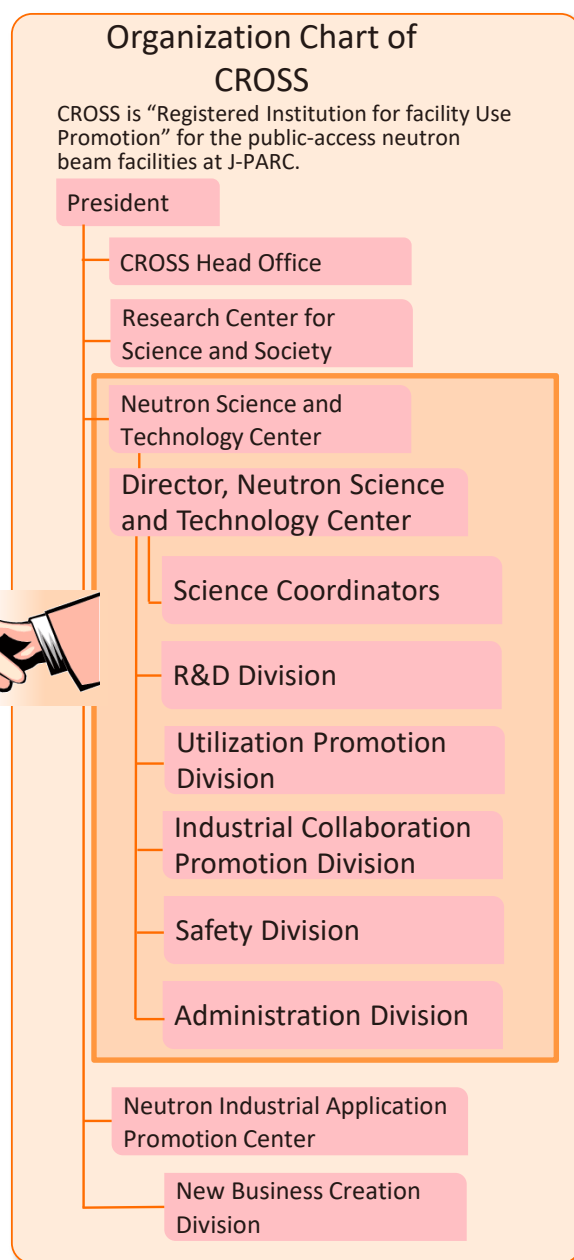 Organization Chart of
CROSS
CROSS is “Registered Institution for facility Use
Promotion” for the public-access neutron
beam facilities at J-PARC.
President
CROSS Head Office
Research Center for
Science and Society
Neutron Science and
Technology Center
Director, Neutron Science
and Technology Center
Science Coordinators
R&D Division
Utilization Promotion
Division
Industrial Collaboration
Promotion Division
Safety Division
Administration Division
Neutron Industrial Application
Promotion Center
New Business Creation
Division